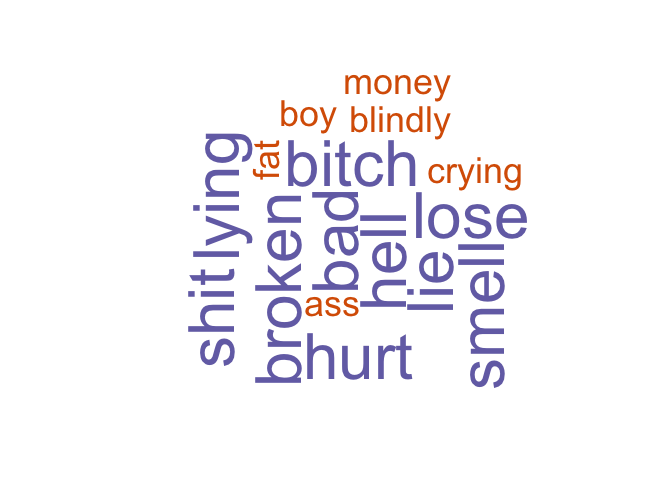 money
boy blindly
fat bitch crying
lying
broken bad hell lose
shit lie smell
ass
hurt